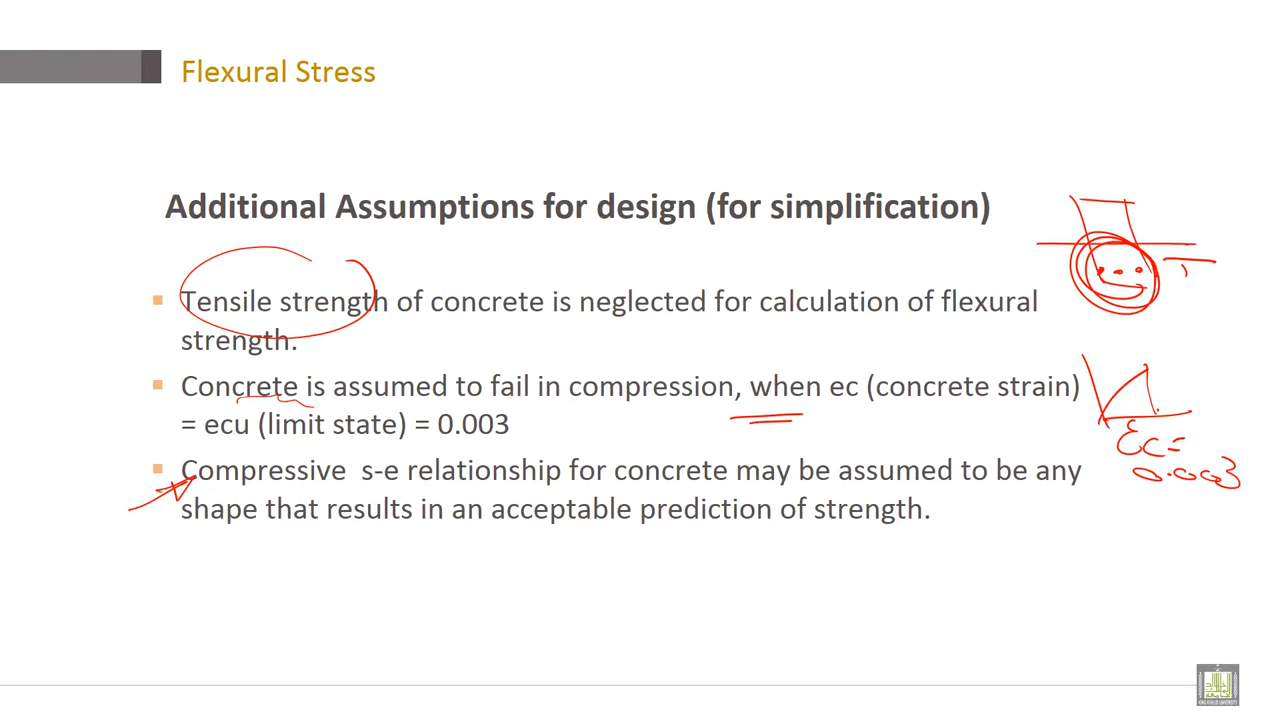 Flexural Stress
Additional Assumptions for design (for simplification)
Tensile strength of concrete is neglected for calculation of flexural
strength.
Concrete is assumed to fail in compression, when ec (concrete strain)
= ecu (limit state) = 0.003
Compressive s-e relationship for concrete may be assumed to be any
shape that results in an acceptable prediction of strength.
εc=
0.003